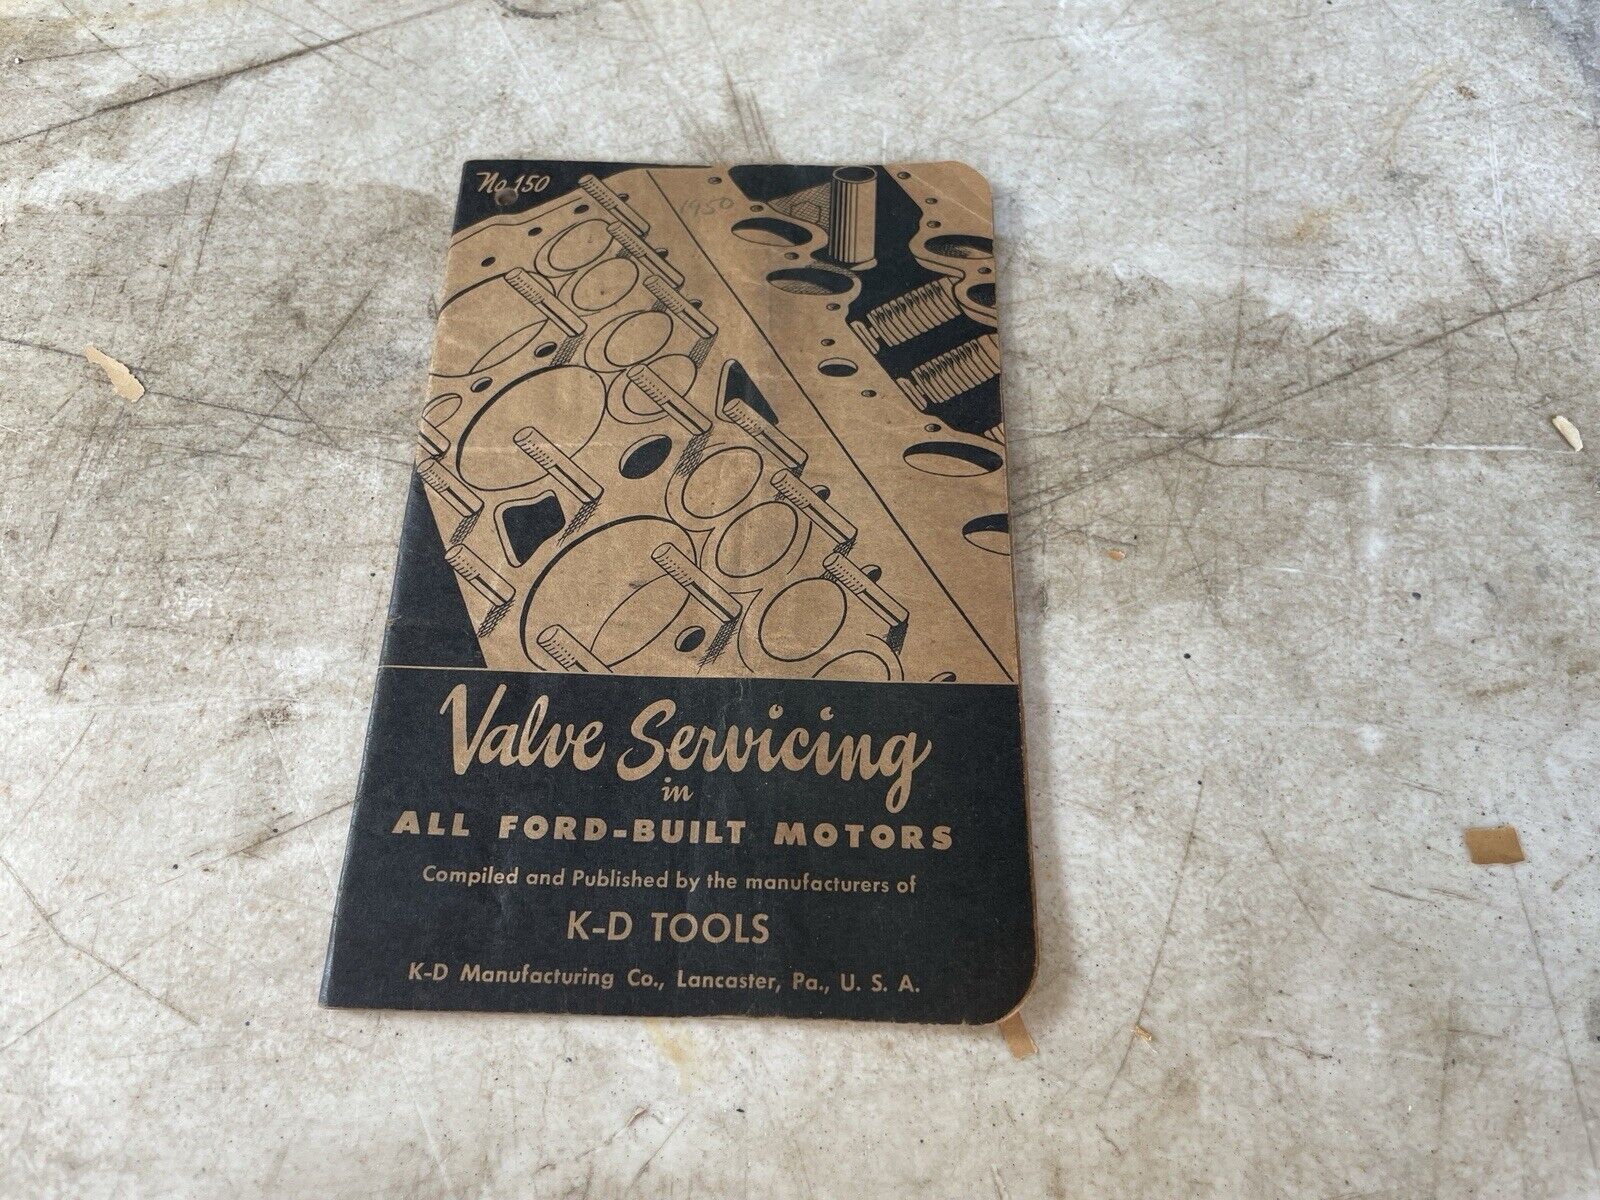 No 150
1950
Valve Servicing
in
ALL FORD-BUILT MOTORS
Compiled and Published by the manufacturers of
K-D TOOLS
K-D Manufacturing Co., Lancaster, Pa., U. S. A.